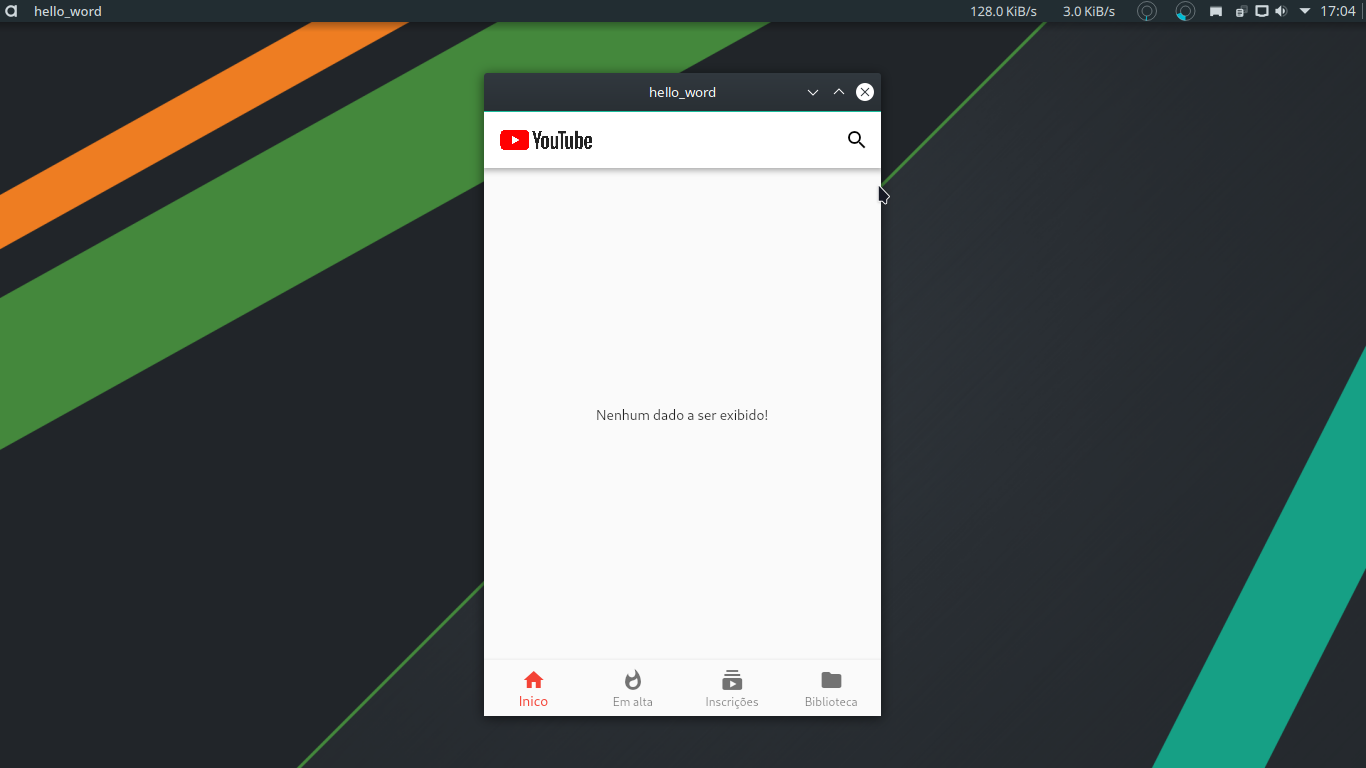 hello_word 128.0 KiB/s 3.0 KiB/s 17:04
hello_word
YouTube
Nenhum dado a ser exibido!
Inico Em alta Inscrições Biblioteca